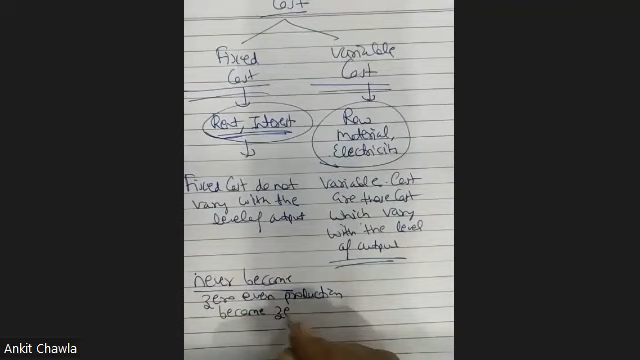 Cost
Fixed
Cost
Variable
Cost
Rent, Interest
Raw
Material,
Electricity
Fixed Cost do not
vary with the
level of output
Variable Cost
are those Cost
which vary
with the level
of output
never become
zero even production
become ze
Ankit Chawla